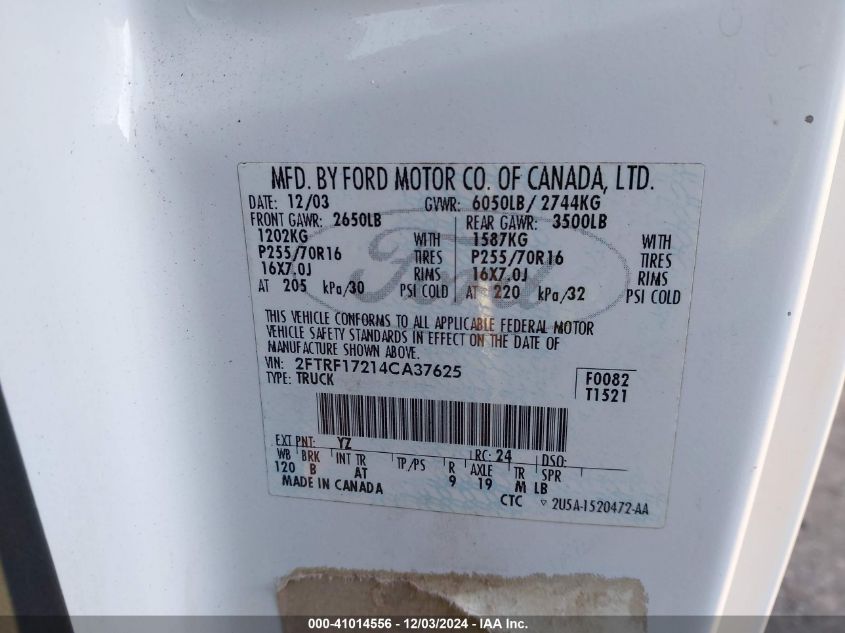 MFD. BY FORD MOTOR CO. OF CANADA, LTD.
DATE: 12/03 GVWR: 6050LB/ 2744KG
FRONT GAWR: 2650LB REAR GAWR: 3500LB
1202KG WITH 1587KG WITH
P255/70R16 TIRES P255/70R16 TIRES
16X7.0J RIMS 16X7.0J RIMS
AT 205 kPa/30 PSI COLD AT 220 kPa/32 PSI COLD
Ford
THIS VEHICLE CONFORMS TO ALL APPLICABLE FEDERAL MOTOR
VEHICLE SAFETY STANDARDS IN EFFECT ON THE DATE OF
MANUFACTURE SHOWN ABOVE.
VIN: 2FTRF17214CA37625 F0082
TYPE: TRUCK T1521
EXT PNT: YZ RC: 24 DSO:
WB BRK INT TR TP/PS R AXLE TR SPR
120 B AT 9 19 M LB
MADE IN CANADA CTC ▽ 2U5A-1520472-AA
000-41014556 - 12/03/2024 - IAA Inc.